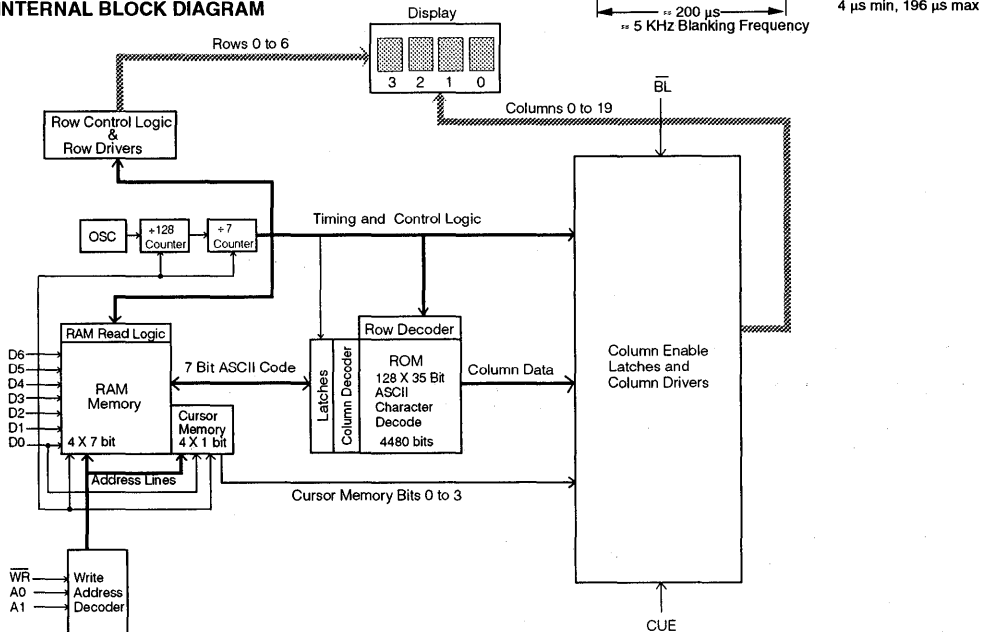 INTERNAL BLOCK DIAGRAM
≈ 200 µs
≈ 5 KHz Blanking Frequency
4 µs min, 196 µs max
Display
3 2 1 0
Rows 0 to 6
Columns 0 to 19
BL
Row Control Logic
&
Row Drivers
OSC
÷128
Counter
÷7
Counter
Timing and Control Logic
RAM Read Logic
RAM
Memory
4 X 7 bit
D6
D5
D4
D3
D2
D1
D0
Cursor
Memory
4 X 1 bit
7 Bit ASCII Code
Latches
Column Decoder
Row Decoder
ROM
128 X 35 Bit
ASCII
Character
Decode
4480 bits
Column Data
Column Enable
Latches and
Column Drivers
Address Lines
Cursor Memory Bits 0 to 3
WR
A0
A1
Write
Address
Decoder
CUE